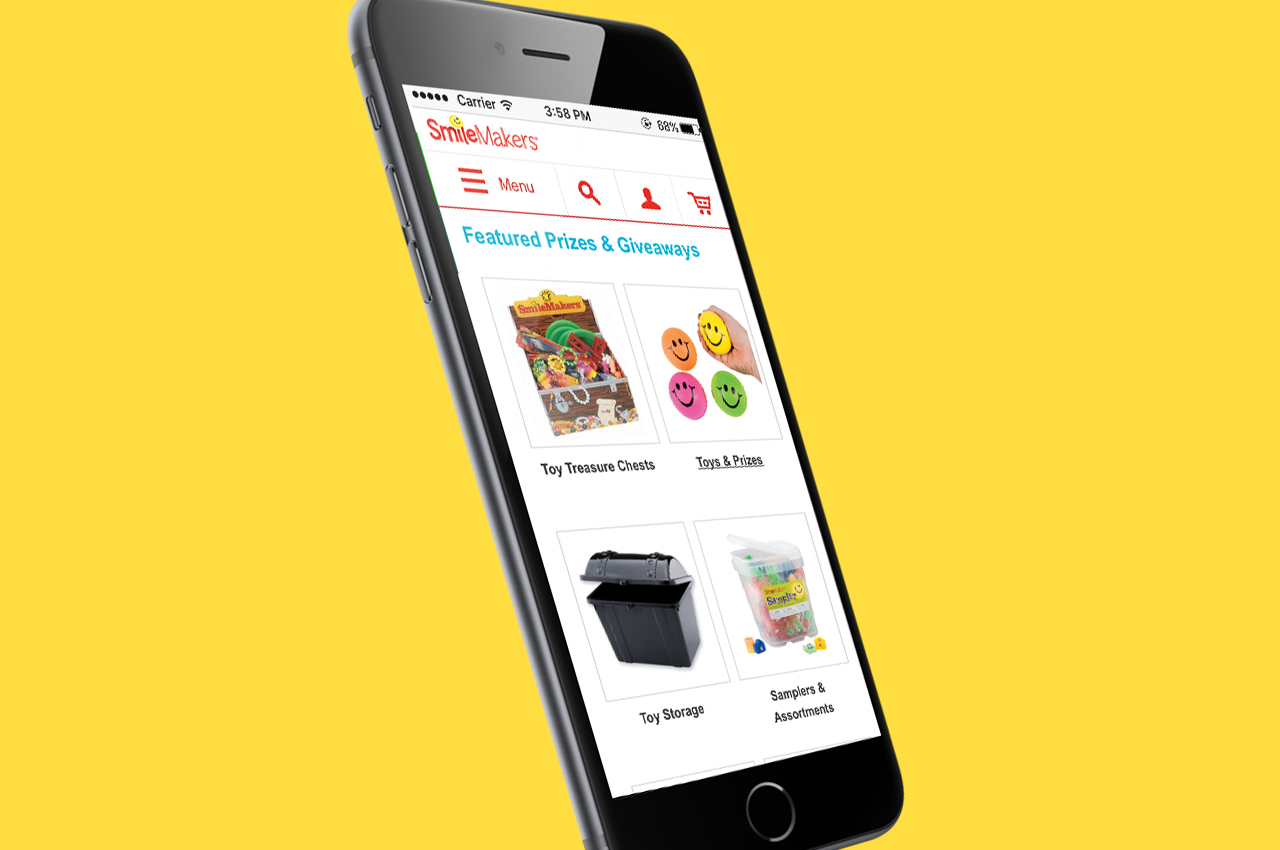 Carrier 3:58 PM 68%
SmileMakers®
Menu
Featured Prizes & Giveaways
SmileMakers
Toy Treasure Chests
Toys & Prizes
Sampler
Toy Storage
Samplers &
Assortments